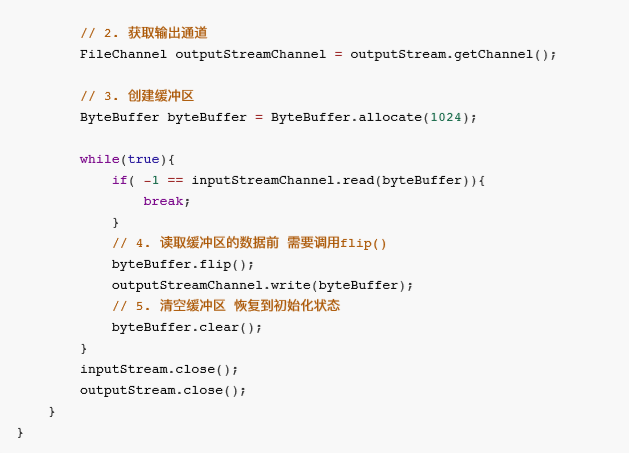 // 2. 获取输出通道
FileChannel outputStreamChannel = outputStream.getChannel();
// 3. 创建缓冲区
ByteBuffer byteBuffer = ByteBuffer.allocate(1024);
while(true){
if( -1 == inputStreamChannel.read(byteBuffer)){
break;
}
// 4. 读取缓冲区的数据前 需要调用flip()
byteBuffer.flip();
outputStreamChannel.write(byteBuffer);
// 5. 清空缓冲区 恢复到初始化状态
byteBuffer.clear();
}
inputStream.close();
outputStream.close();
}
}